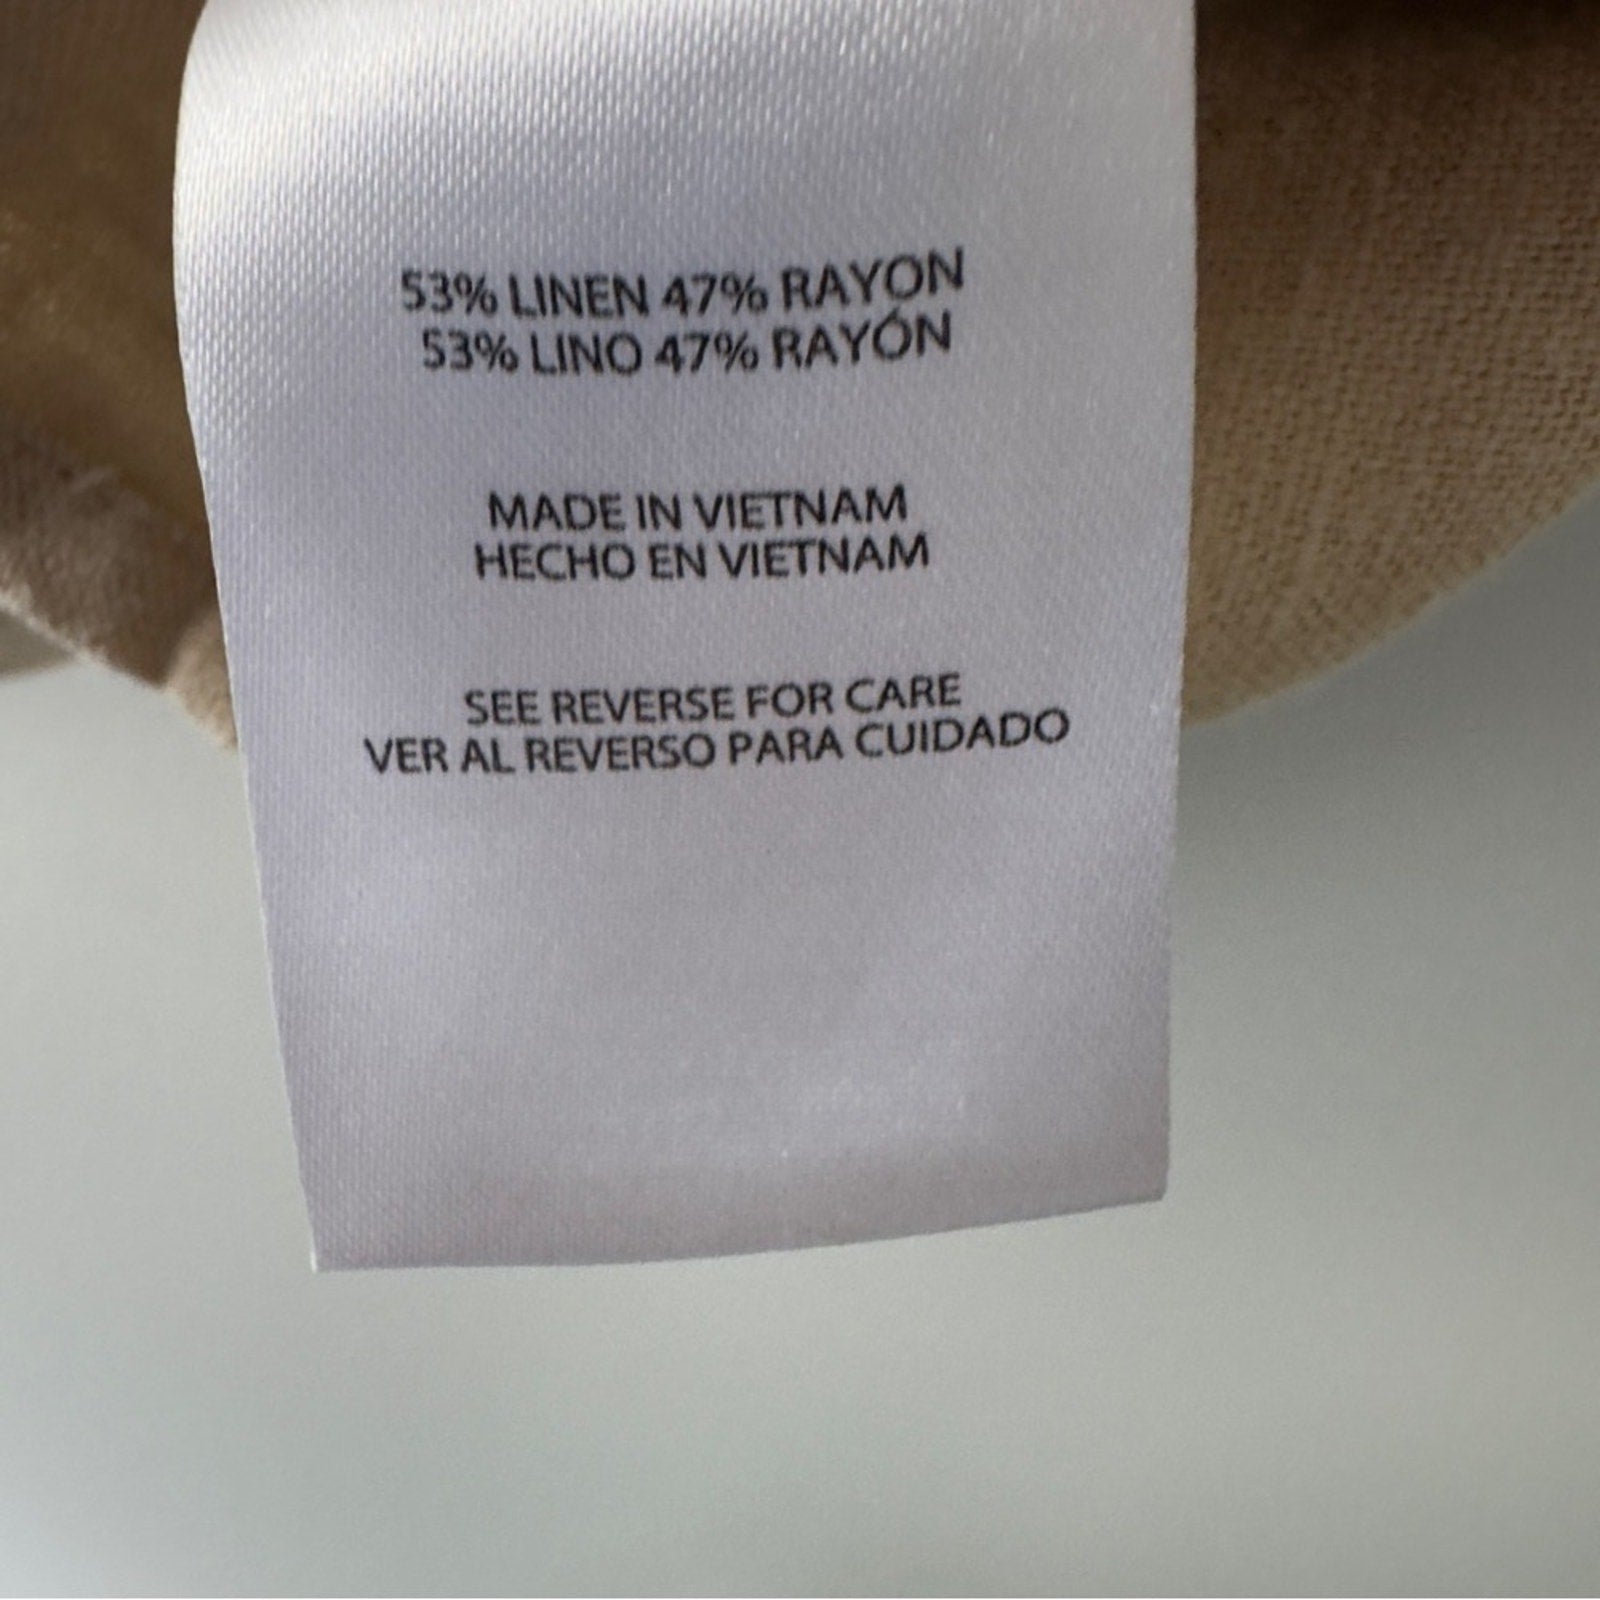 53% LINEN 47% RAYON
53% LINO 47% RAYÓN
MADE IN VIETNAM
HECHO EN VIETNAM
SEE REVERSE FOR CARE
VER AL REVERSO PARA CUIDADO